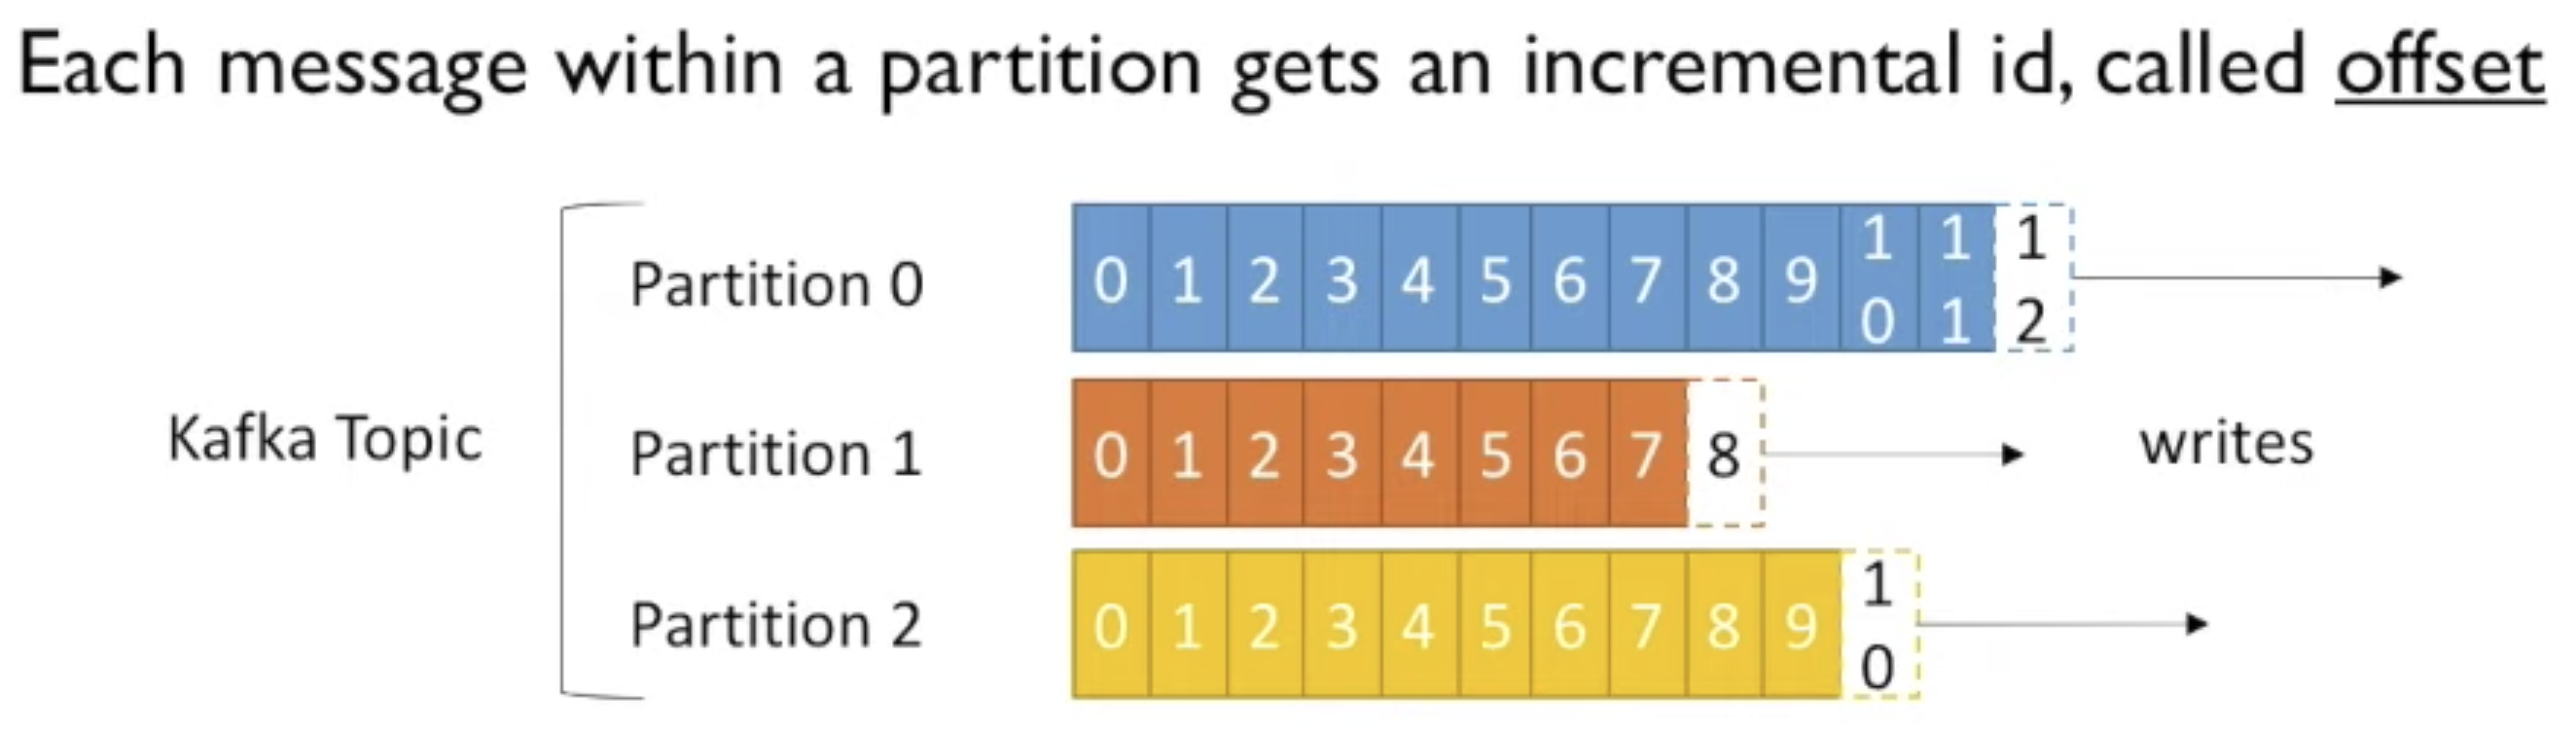 Each message within a partition gets an incremental id, called offset
Partition 0
0 1 2 3 4 5 6 7 8 9 10 11 12
Kafka Topic
Partition 1
0 1 2 3 4 5 6 7 8
writes
Partition 2
0 1 2 3 4 5 6 7 8 9 10